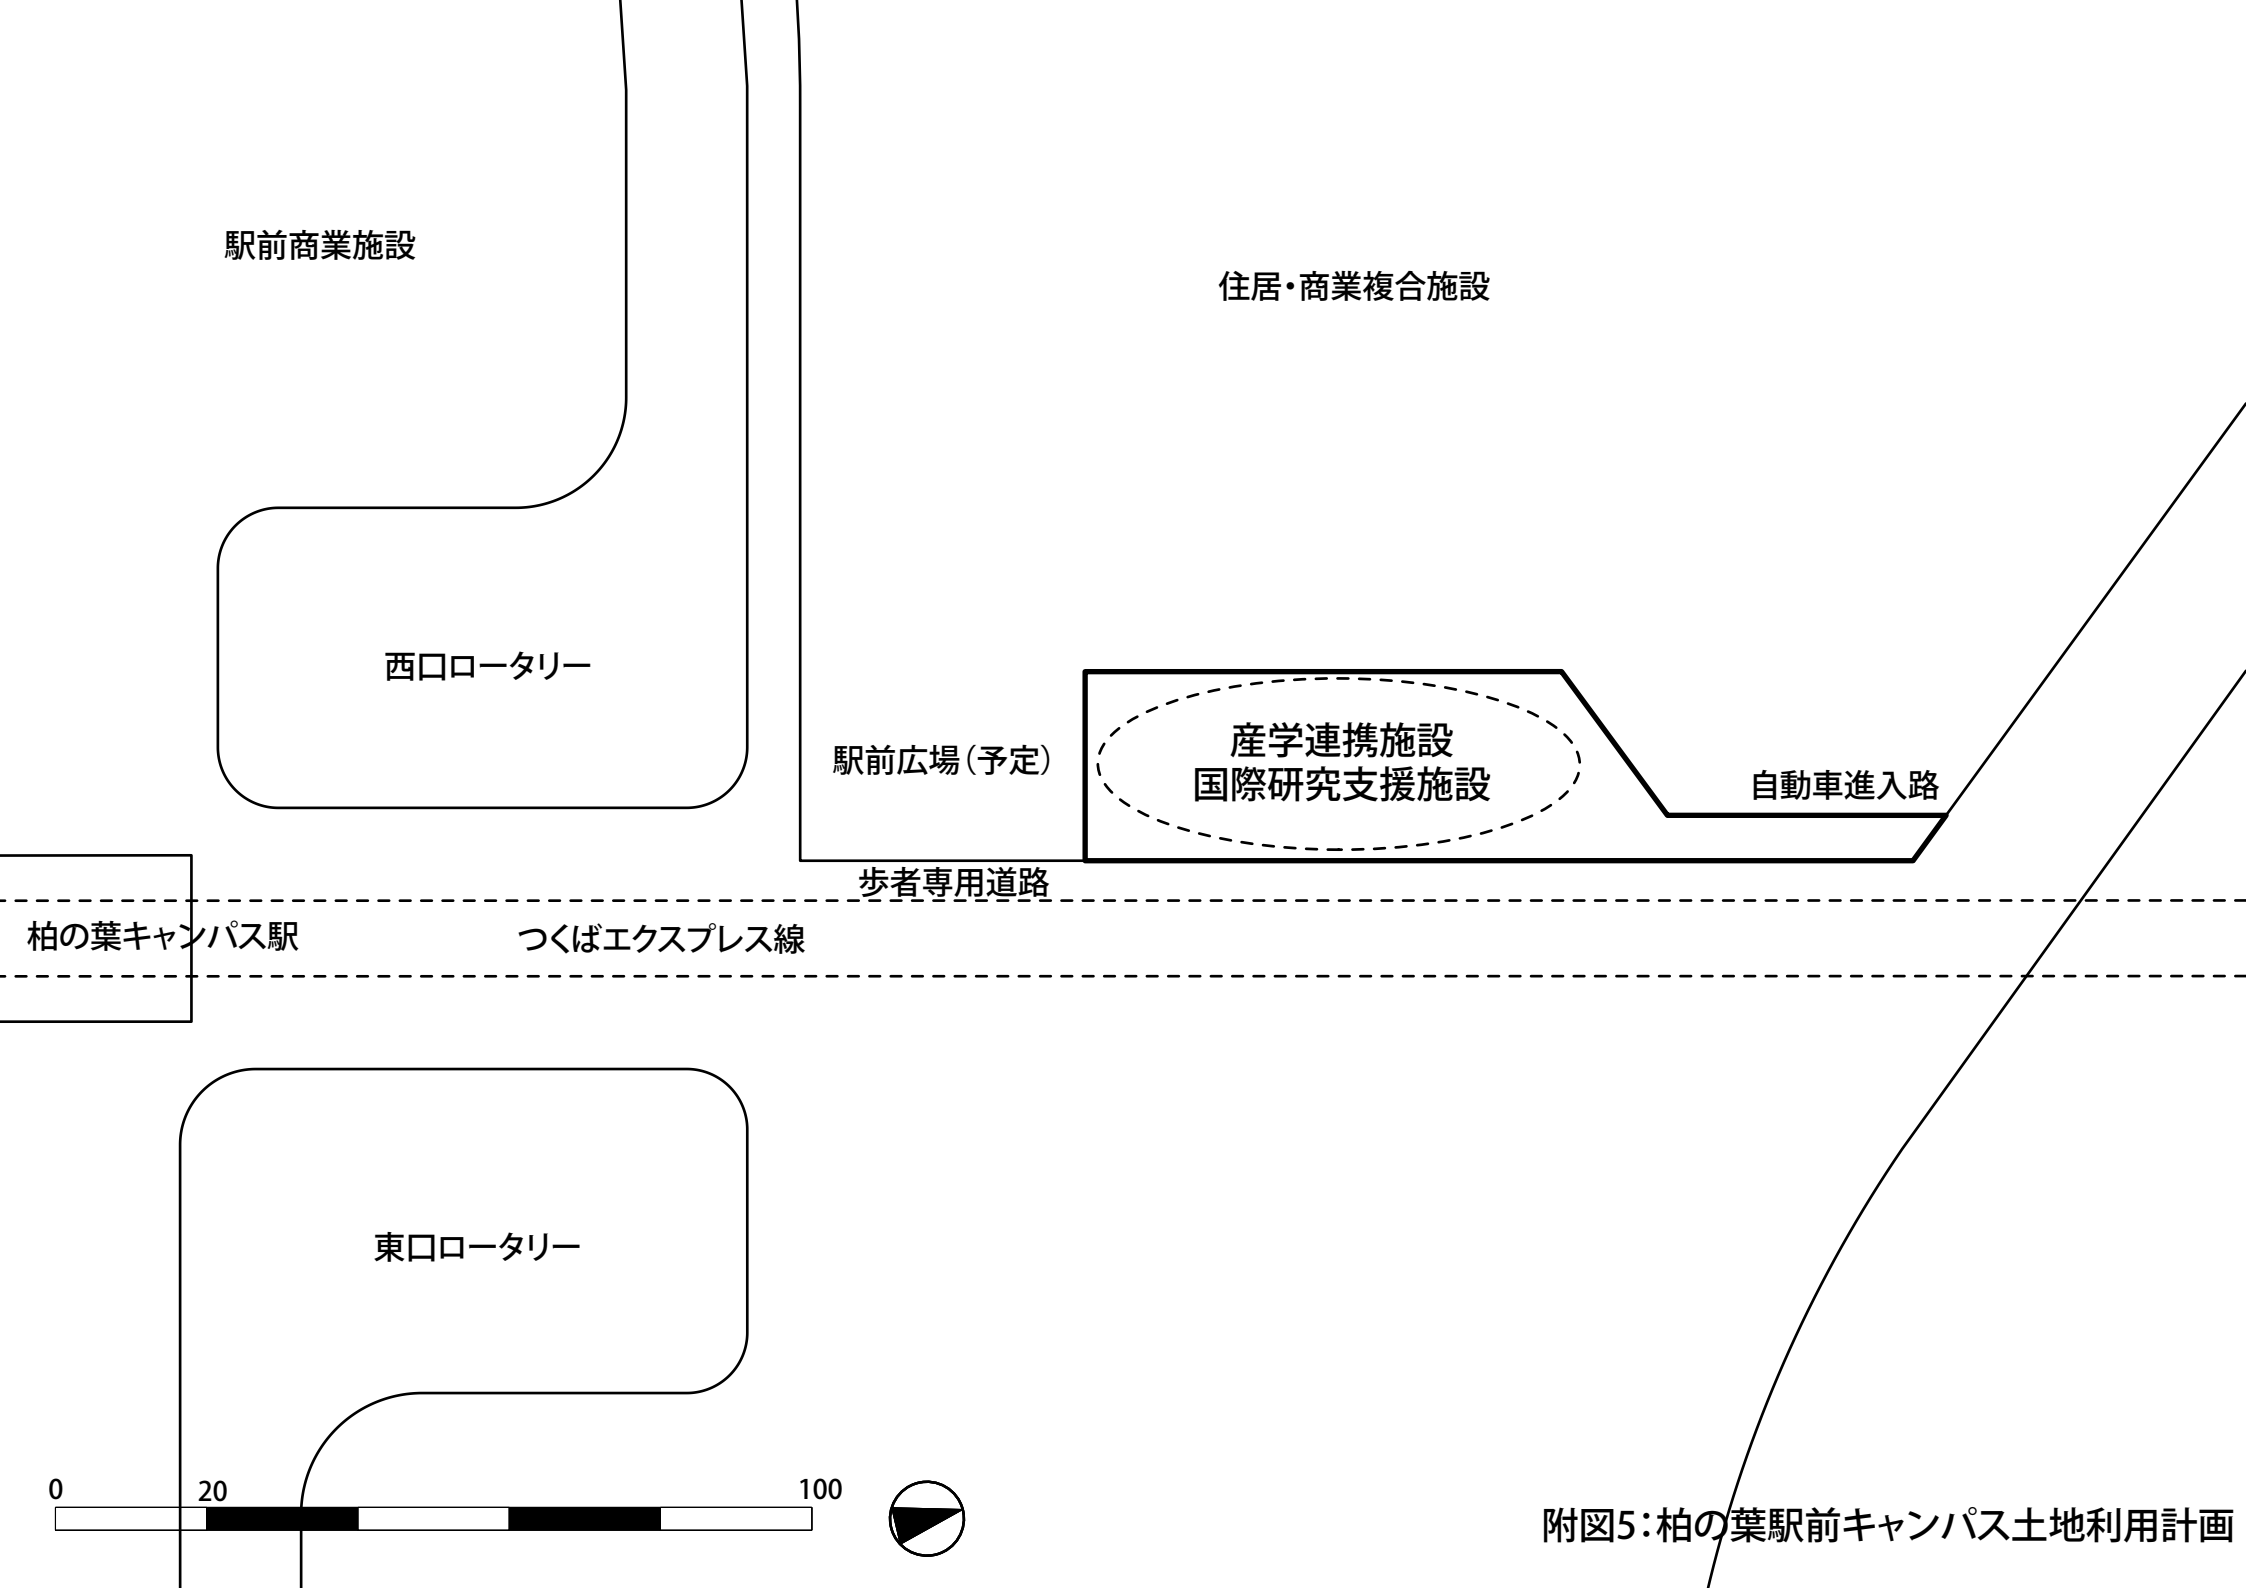 駅前商業施設
住居・商業複合施設
西口ロータリー
駅前広場（予定）
産学連携施設
国際研究支援施設
自動車進入路
歩者専用道路
柏の葉キャンパス駅
つくばエクスプレス線
東口ロータリー
0 20 100
附図5：柏の葉駅前キャンパス土地利用計画